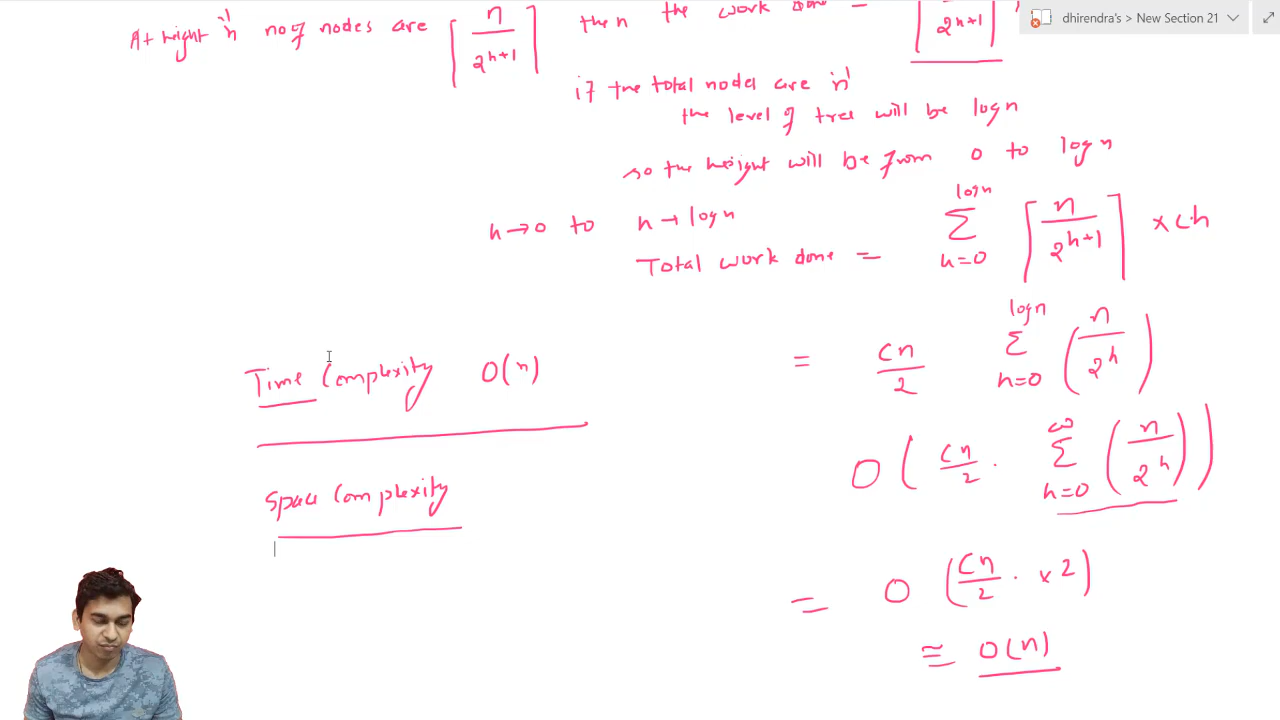 dhirendra's > New Section 21
At height 'h' no of nodes are ⌈n/2^(h+1)⌉ then the work done = 2^(h+1)
if the total node are 'n'
the level of tree will be log n
so the height will be from 0 to log n
h→0 to h→log n
Total work done = Σ_(h=0)^(log n) ⌈n/2^(h+1)⌉ × c.h
= cn/2 Σ_(h=0)^(log n) (n/2^h)
Time Complexity O(n)
O(cn/2 . Σ_(h=0)^∞ (n/2^h))
Space Complexity
= O(cn/2 . × 2)
≡ O(n)